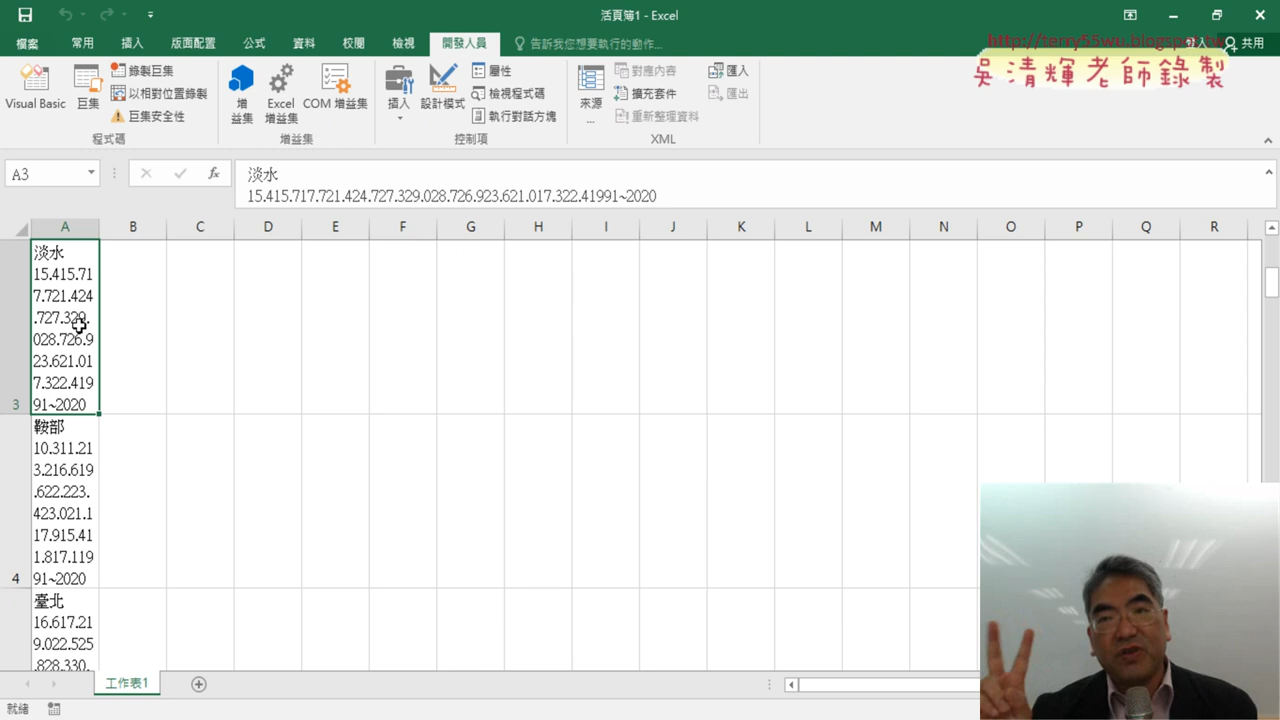 活頁簿1 - Excel
檔案 常用 插入 版面配置 公式 資料 校閱 檢視 開發人員 告訴我您想要執行的操作... 共用
http://terry55wu.blogspot.tw
吳清輝老師錄製
Visual Basic 巨集 錄製巨集 以相對位置錄製 巨集安全性
增益集 Excel 增益集 COM 增益集
插入 設計模式 屬性 檢視程式碼 執行對話方塊
來源... 對應內容 擴充套件 重新整理資料 匯入 匯出
程式碼 增益集 控制項 XML
A3 fx 淡水
15.415.717.721.424.727.329.028.726.923.621.017.322.41991~2020
A B C D E F G H I J K L M N O P Q R
淡水
15.415.71
7.721.424
.727.329.
028.726.9
23.621.01
7.322.419
3 91~2020
鞍部
10.311.21
3.216.619
.622.223.
423.021.1
17.915.41
1.817.119
4 91~2020
臺北
16.617.21
9.022.525
.828.330.
工作表1
就緒